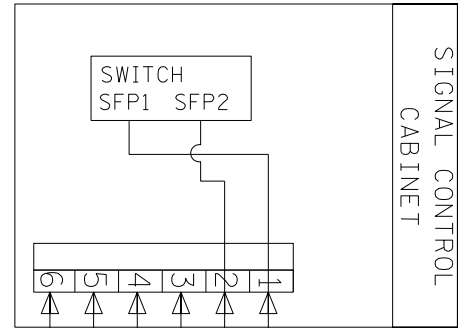 SWITCH
SFP1 SFP2
SIGNAL CONTROL
CABINET
6 5 4 3 2 1